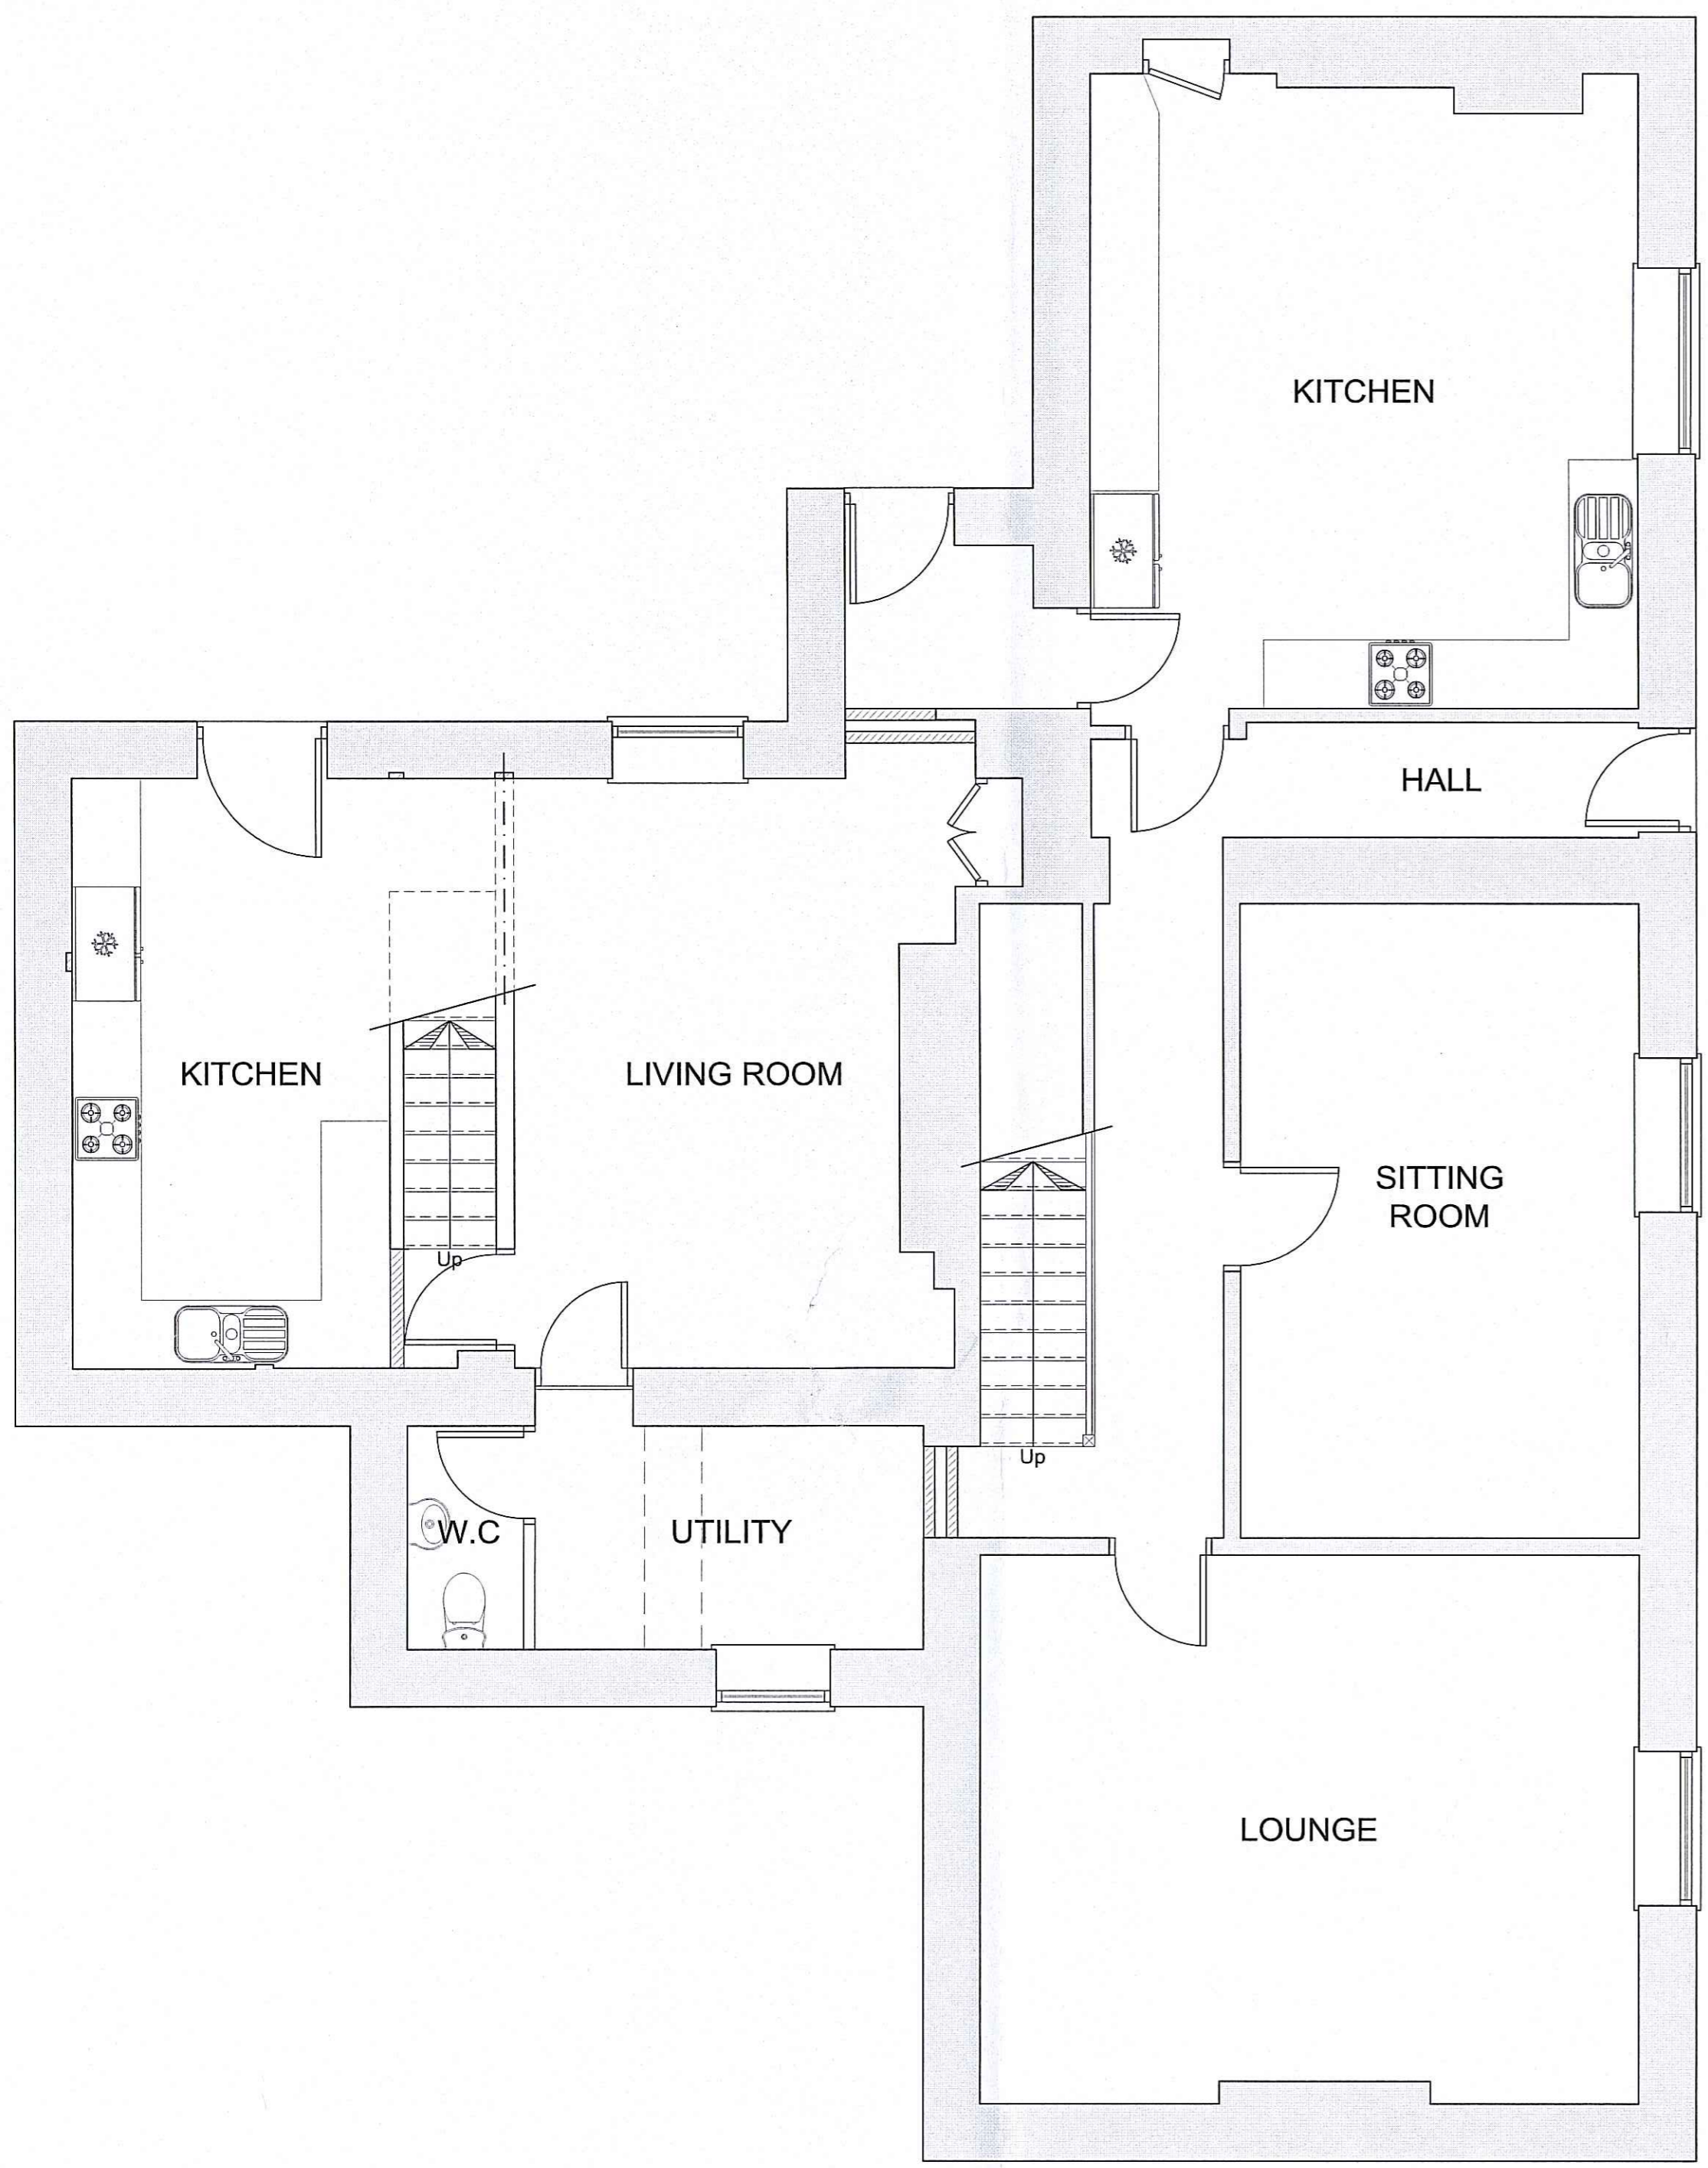 KITCHEN
HALL
KITCHEN
LIVING ROOM
SITTING
ROOM
Up
Up
W.C
UTILITY
LOUNGE